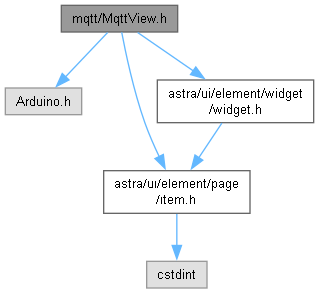 mqtt/MqttView.h
Arduino.h
astra/ui/element/widget
/widget.h
astra/ui/element/page
/item.h
cstdint